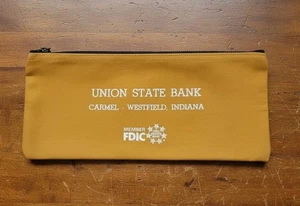 UNION STATE BANK
CARMEL - WESTFIELD, INDIANA
MEMBER
FDIC